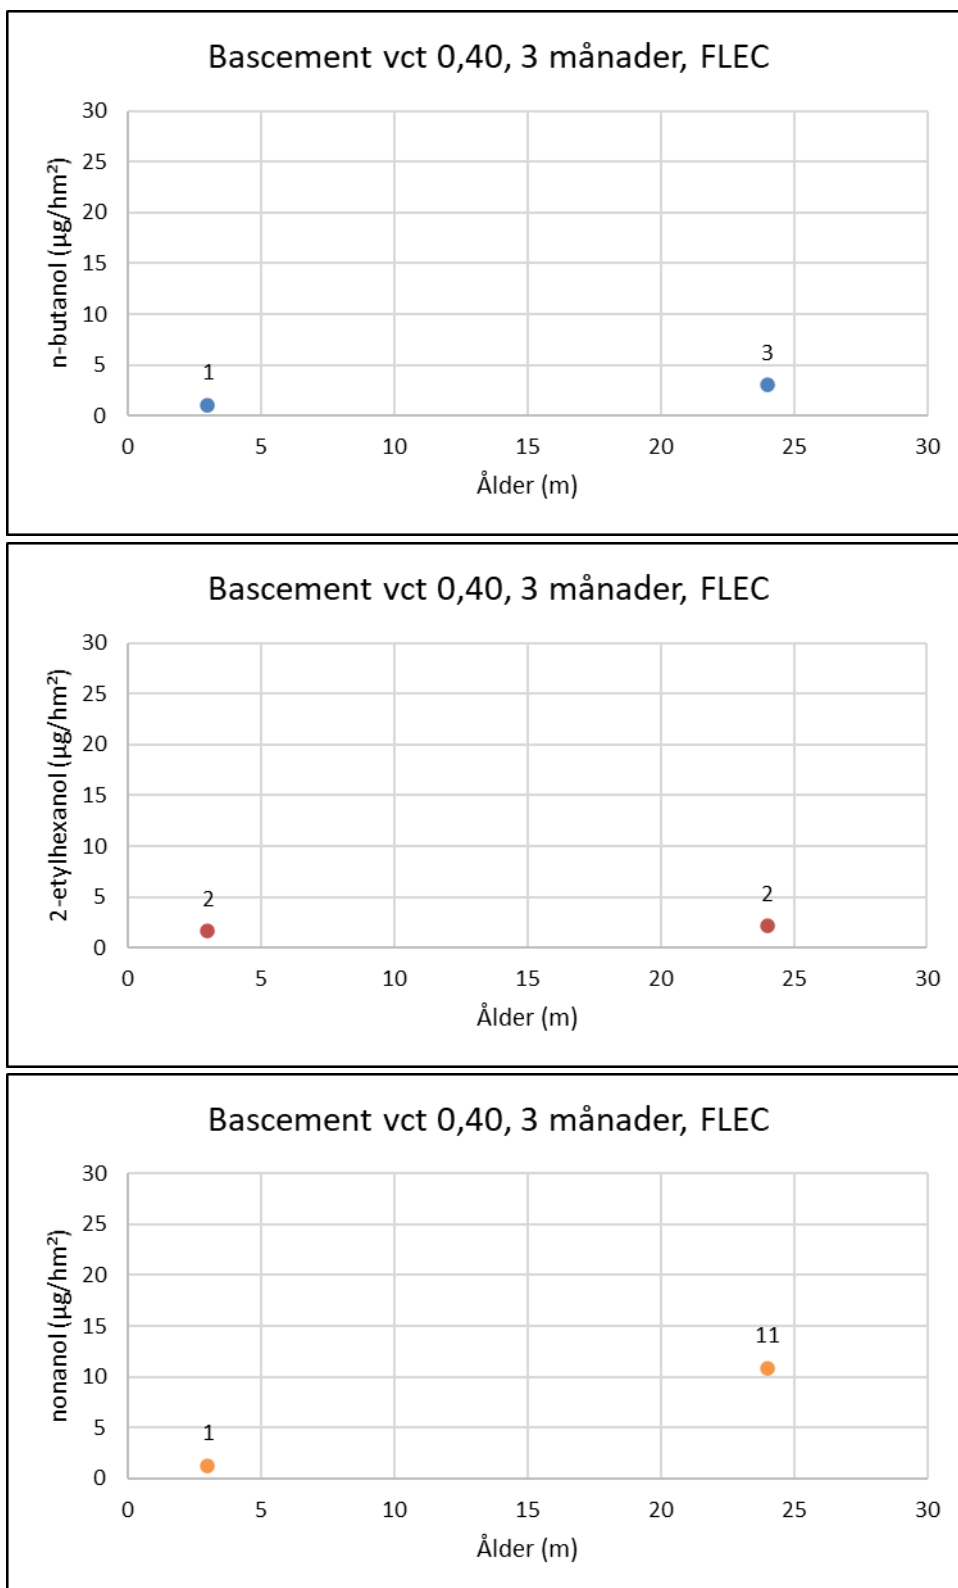 Bascement vct 0,40, 3 månader, FLEC
n-butanol (µg/hm²)
30
25
20
15
10
5
0
1
3
0 5 10 15 20 25 30
Ålder (m)
Bascement vct 0,40, 3 månader, FLEC
2-etylhexanol (µg/hm²)
30
25
20
15
10
5
0
2
2
0 5 10 15 20 25 30
Ålder (m)
Bascement vct 0,40, 3 månader, FLEC
nonanol (µg/hm²)
30
25
20
15
10
5
0
1
11
0 5 10 15 20 25 30
Ålder (m)